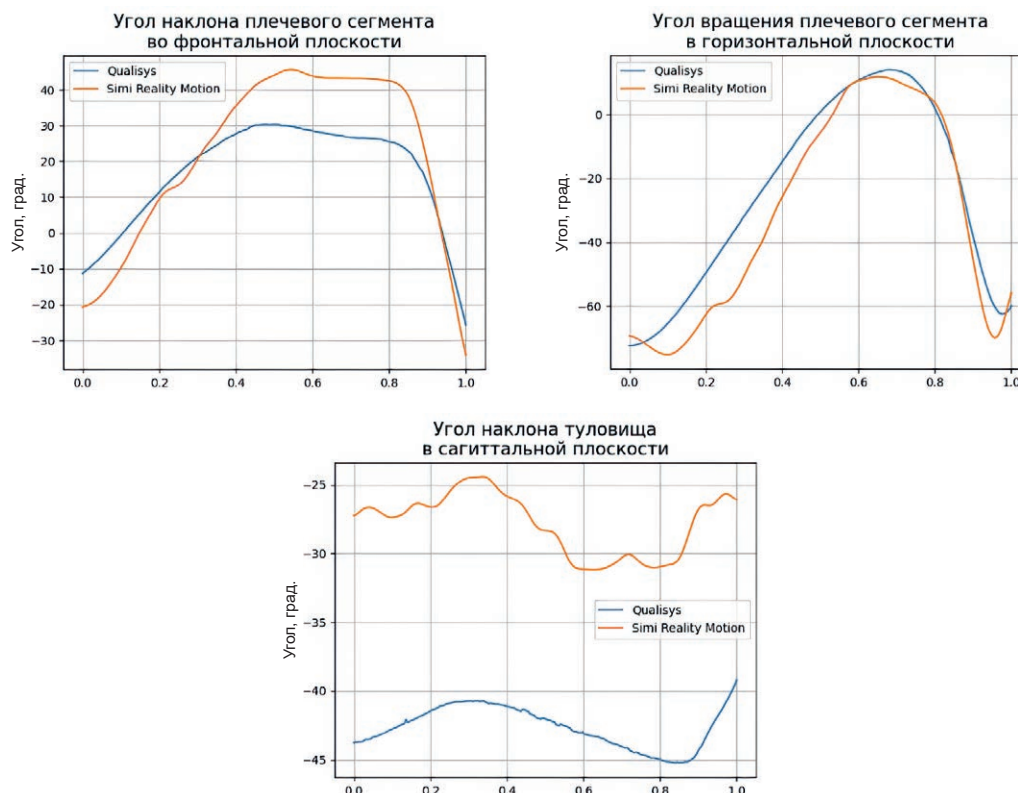 Угол наклона плечевого сегмента
во фронтальной плоскости
Qualisys
Simi Reality Motion
Угол, град.
40
30
20
10
0
−10
−20
−30
0.0 0.2 0.4 0.6 0.8 1.0
Угол вращения плечевого сегмента
в горизонтальной плоскости
Qualisys
Simi Reality Motion
Угол, град.
0
−20
−40
−60
0.0 0.2 0.4 0.6 0.8 1.0
Угол наклона туловища
в сагиттальной плоскости
Угол, град.
−25
−30
−35
−40
−45
Qualisys
Simi Reality Motion
0.0 0.2 0.4 0.6 0.8 1.0